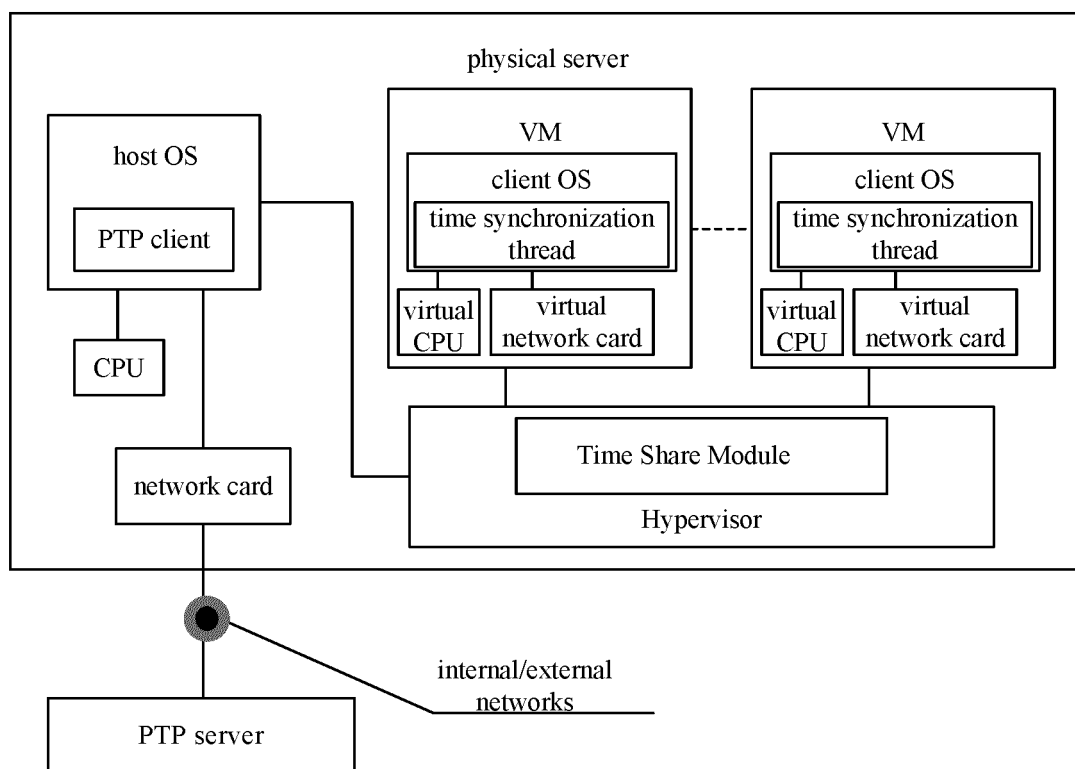 physical server
host OS
PTP client
CPU
network card
VM
client OS
time synchronization
thread
virtual
CPU
virtual
network card
VM
client OS
time synchronization
thread
virtual
CPU
virtual
network card
Time Share Module
Hypervisor
internal/external
networks
PTP server